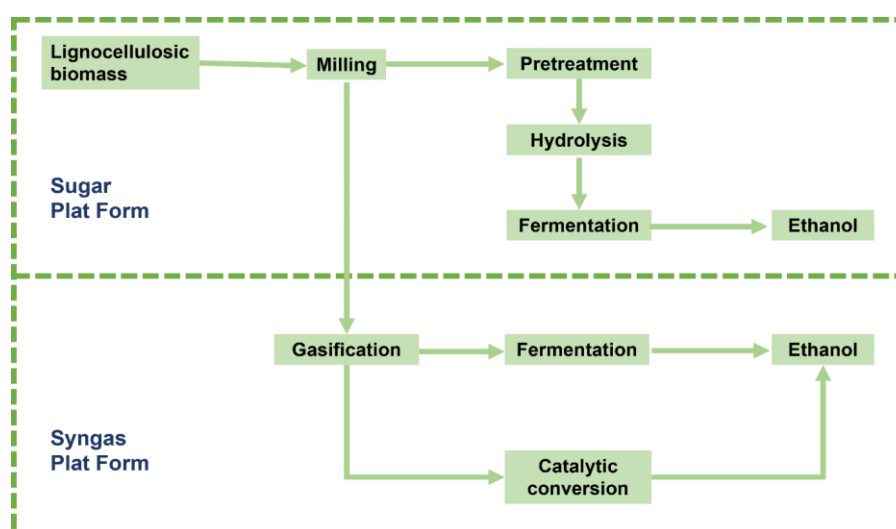 Lignocellulosic
biomass
Milling
Pretreatment
Hydrolysis
Sugar
Plat Form
Fermentation
Ethanol
Gasification
Fermentation
Ethanol
Syngas
Plat Form
Catalytic
conversion